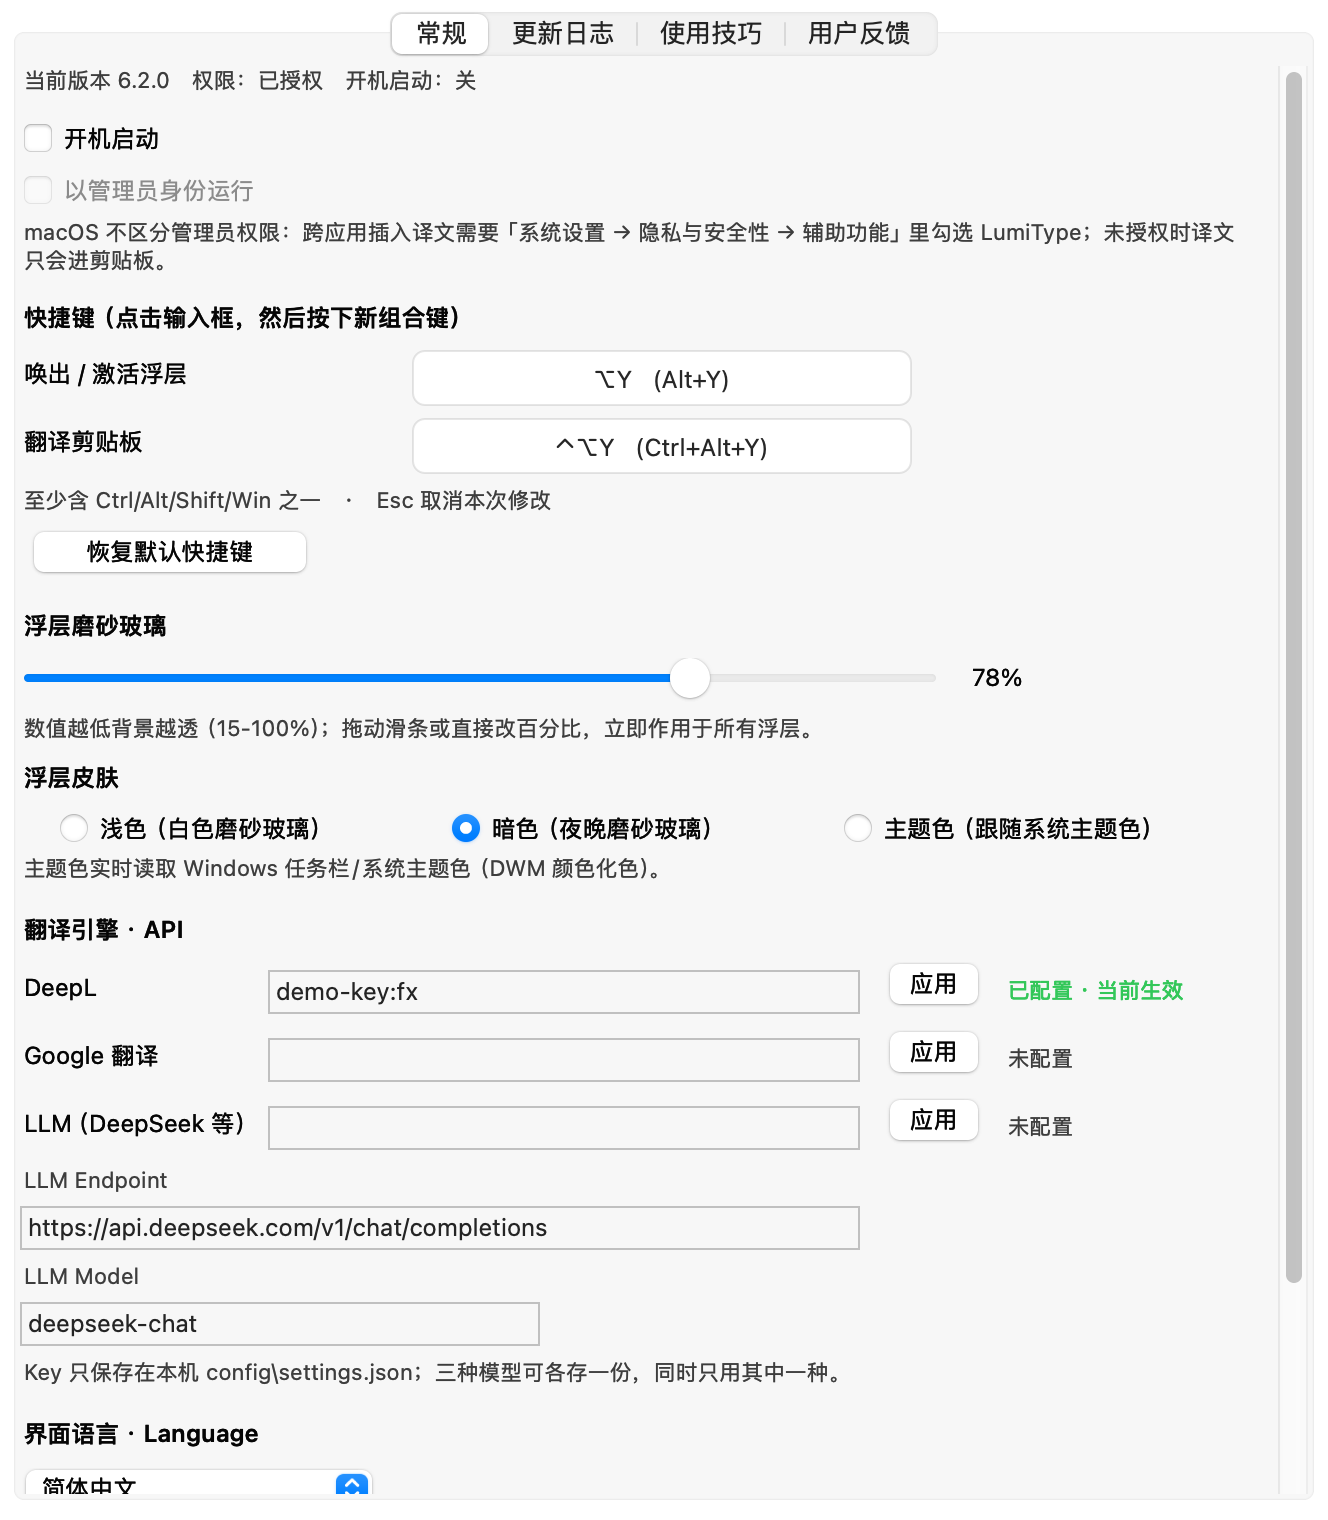 常规 更新日志 使用技巧 用户反馈
当前版本 6.2.0 权限：已授权 开机启动：关
开机启动
以管理员身份运行
macOS 不区分管理员权限：跨应用插入译文需要「系统设置 → 隐私与安全性 → 辅助功能」里勾选 LumiType；未授权时译文
只会进剪贴板。
快捷键（点击输入框，然后按下新组合键）
唤出 / 激活浮层 ⌥Y (Alt+Y)
翻译剪贴板 ^⌥Y (Ctrl+Alt+Y)
至少含 Ctrl/Alt/Shift/Win 之一 · Esc 取消本次修改
恢复默认快捷键
浮层磨砂玻璃
78%
数值越低背景越透（15-100%）；拖动滑条或直接改百分比，立即作用于所有浮层。
浮层皮肤
浅色（白色磨砂玻璃） 暗色（夜晚磨砂玻璃） 主题色（跟随系统主题色）
主题色实时读取 Windows 任务栏/系统主题色（DWM 颜色化色）。
翻译引擎 · API
DeepL demo-key:fx 应用 已配置 · 当前生效
Google 翻译 应用 未配置
LLM（DeepSeek 等） 应用 未配置
LLM Endpoint
https://api.deepseek.com/v1/chat/completions
LLM Model
deepseek-chat
Key 只保存在本机 config\settings.json；三种模型可各存一份，同时只用其中一种。
界面语言 · Language
简体中文